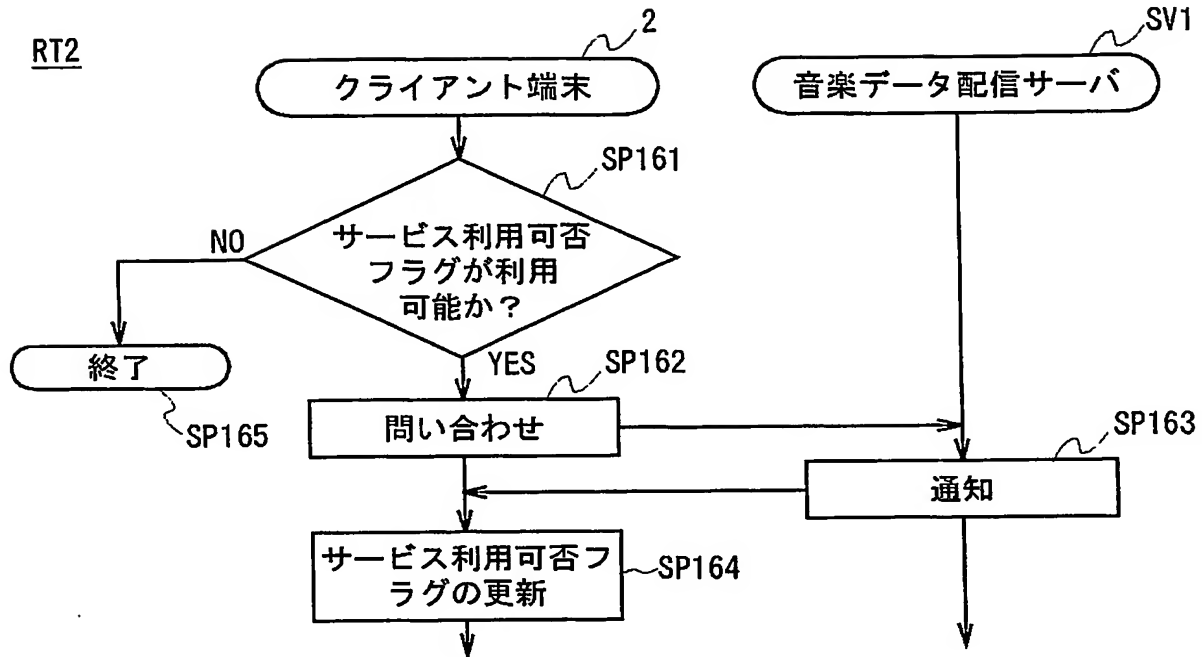 RT2
2
SV1
クライアント端末
音楽データ配信サーバ
SP161
サービス利用可否
フラグが利用
可能か?
NO
YES
終了
SP165
SP162
問い合わせ
SP163
通知
サービス利用可否フ
ラグの更新
SP164